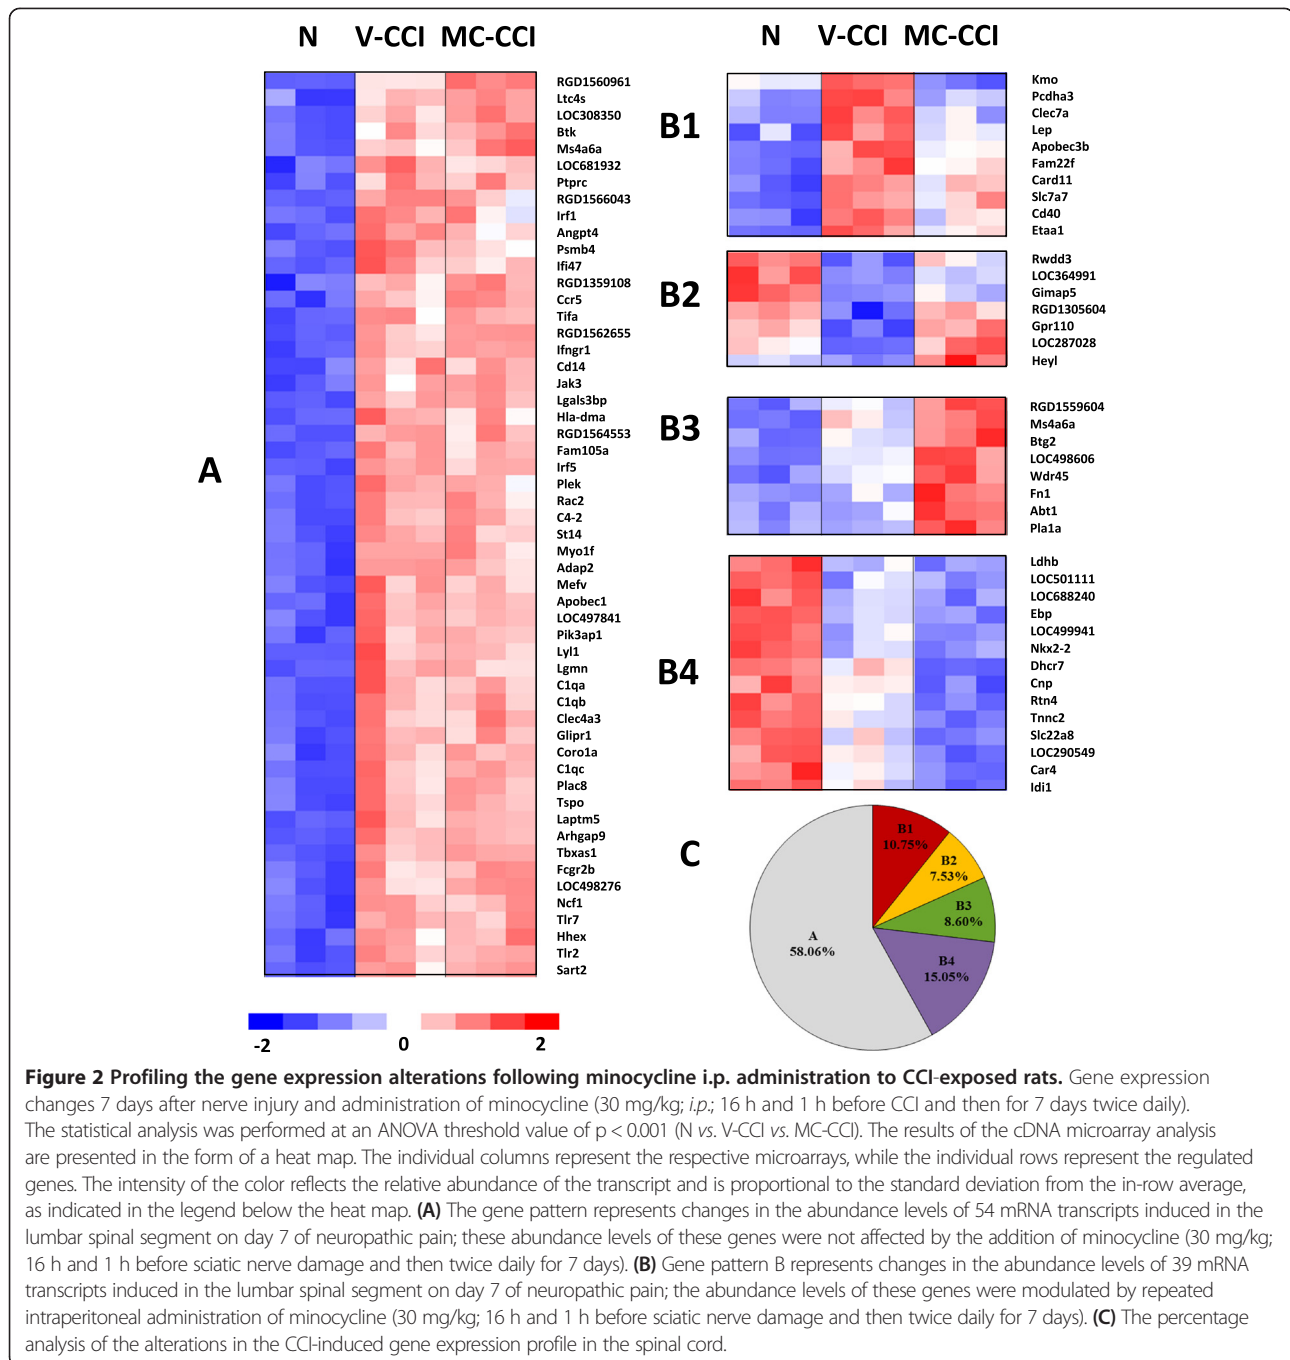 N V-CCI MC-CCI
A
RGD1560961
Ltc4s
LOC308350
Btk
Ms4a6a
LOC681932
Ptprc
RGD1566043
Irf1
Angpt4
Psmb4
Ifi47
RGD1359108
Ccr5
Tifa
RGD1562655
Ifngr1
Cd14
Jak3
Lgals3bp
Hla-dma
RGD1564553
Fam105a
Irf5
Plek
Rac2
C4-2
St14
Myo1f
Adap2
Mefv
Apobec1
LOC497841
Pik3ap1
Lyl1
Lgmn
C1qa
C1qb
Clec4a3
Glipr1
Coro1a
C1qc
Plac8
Tspo
Laptm5
Arhgap9
Tbxas1
Fcgr2b
LOC498276
Ncf1
Tlr7
Hhex
Tlr2
Sart2
-2 0 2
N V-CCI MC-CCI
B1
Kmo
Pcdha3
Clec7a
Lep
Apobec3b
Fam22f
Card11
Slc7a7
Cd40
Etaa1
B2
Rwdd3
LOC364991
Gimap5
RGD1305604
Gpr110
LOC287028
Heyl
B3
RGD1559604
Ms4a6a
Btg2
LOC498606
Wdr45
Fn1
Abt1
Pla1a
B4
Ldhb
LOC501111
LOC688240
Ebp
LOC499941
Nkx2-2
Dhcr7
Cnp
Rtn4
Tnnc2
Slc22a8
LOC290549
Car4
Idi1
C
B1
10.75%
B2
7.53%
B3
8.60%
B4
15.05%
A
58.06%
Figure 2 Profiling the gene expression alterations following minocycline i.p. administration to CCI-exposed rats. Gene expression
changes 7 days after nerve injury and administration of minocycline (30 mg/kg; i.p.; 16 h and 1 h before CCI and then for 7 days twice daily).
The statistical analysis was performed at an ANOVA threshold value of p < 0.001 (N vs. V-CCI vs. MC-CCI). The results of the cDNA microarray analysis
are presented in the form of a heat map. The individual columns represent the respective microarrays, while the individual rows represent the regulated
genes. The intensity of the color reflects the relative abundance of the transcript and is proportional to the standard deviation from the in-row average,
as indicated in the legend below the heat map. (A) The gene pattern represents changes in the abundance levels of 54 mRNA transcripts induced in the
lumbar spinal segment on day 7 of neuropathic pain; these abundance levels of these genes were not affected by the addition of minocycline (30 mg/kg;
16 h and 1 h before sciatic nerve damage and then twice daily for 7 days). (B) Gene pattern B represents changes in the abundance levels of 39 mRNA
transcripts induced in the lumbar spinal segment on day 7 of neuropathic pain; the abundance levels of these genes were modulated by repeated
intraperitoneal administration of minocycline (30 mg/kg; 16 h and 1 h before sciatic nerve damage and then twice daily for 7 days). (C) The percentage
analysis of the alterations in the CCI-induced gene expression profile in the spinal cord.